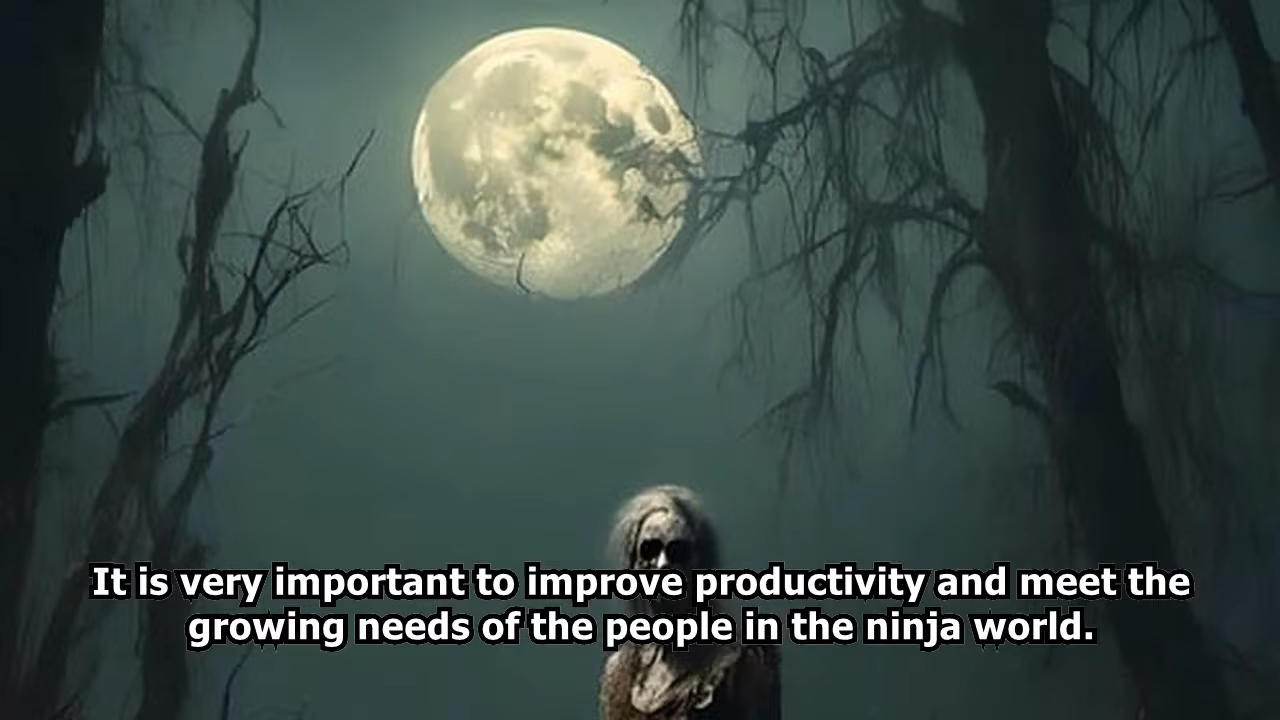 It is very important to improve productivity and meet the
growing needs of the people in the ninja world.